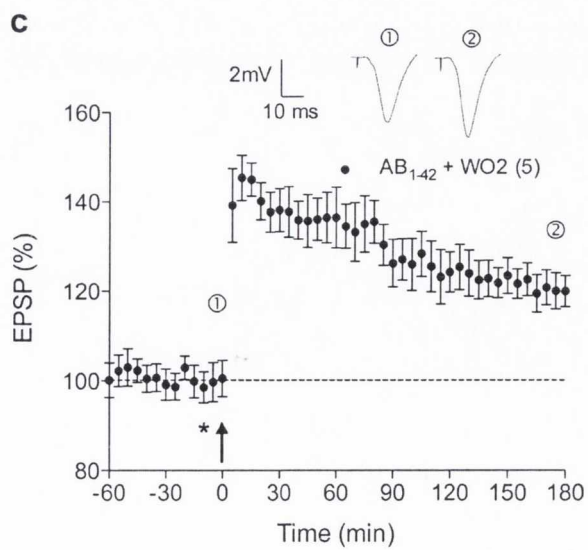 C
① ②
2mV
10 ms
160
140
120
100
80
EPSP (%)
AB1-42 + WO2 (5)
②
①
*
-60 -30 0 30 60 90 120 150 180
Time (min)